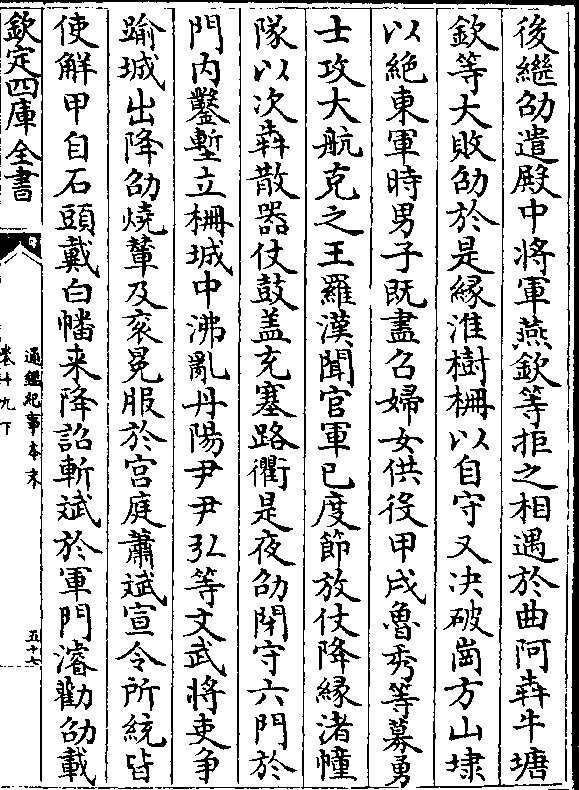 後繼劭遣殿中將軍燕欽等拒之相遇於曲阿犇牛塘
欽等大敗劭於是緣淮樹柵以自守又決破崗方山埭
以絕東軍時男子既盡召婦女供役甲戌魯秀等募勇
士攻大航克之王羅漢聞官軍已度節放仗降緣渚幢
隊以次犇散器仗鼓盖充塞路衢是夜劭閉守六門於
門内鑿塹立柵城中沸亂丹陽尹尹弘等文武將吏爭
踰城出降劭燒輦及衮冕服於宫庭蕭斌宣令所統皆
使解甲自石頭戴白幡来降詔斬斌於軍門濬勸劭載
欽定四庫全書
通鑑紀事本末
卷十九下
五十七